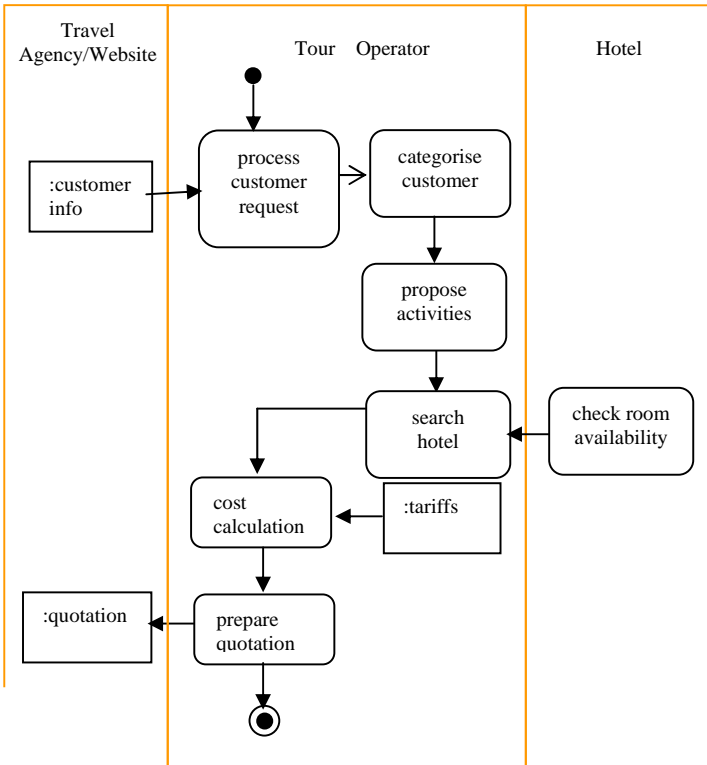 Travel
Agency/Website
Tour Operator
Hotel
process
customer
request
categorise
customer
:customer
info
propose
activities
search
hotel
check room
availability
cost
calculation
:tariffs
:quotation
prepare
quotation